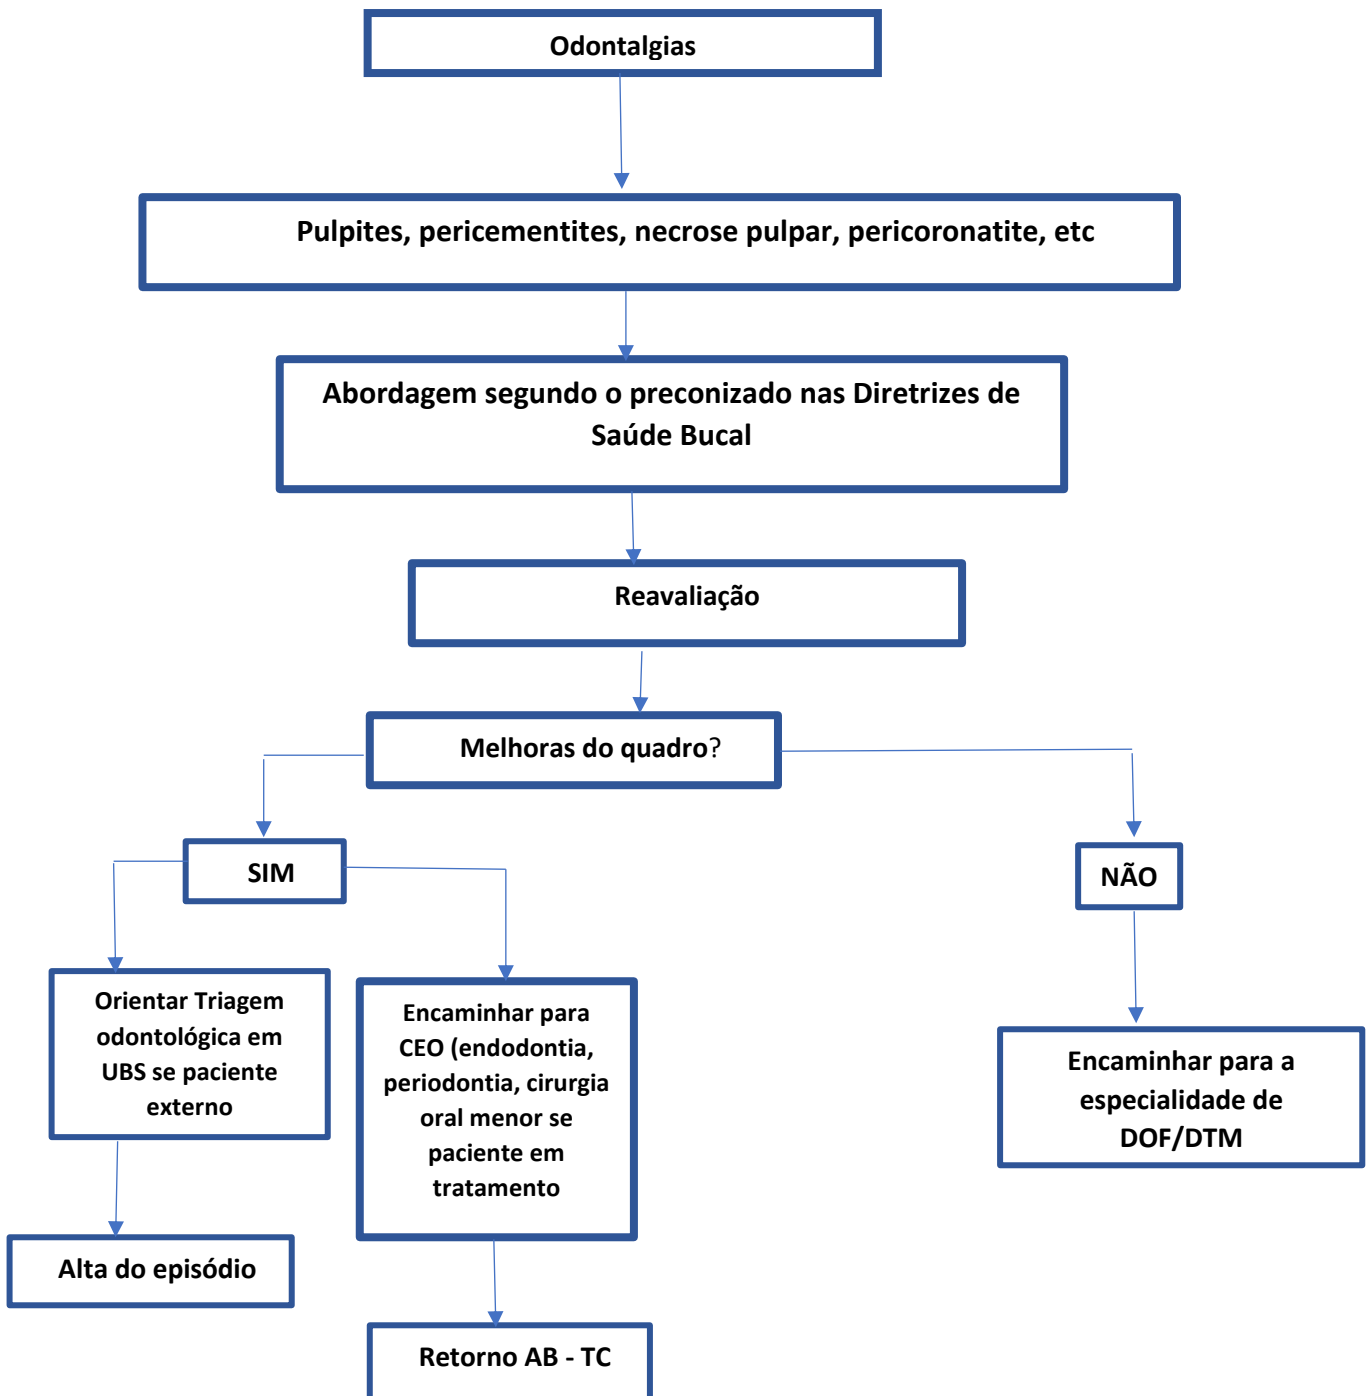 Odontalgias
Pulpites, pericementites, necrose pulpar, pericoronatite, etc
Abordagem segundo o preconizado nas Diretrizes de
Saúde Bucal
Reavaliação
Melhoras do quadro?
SIM
NÃO
Orientar Triagem
odontológica em
UBS se paciente
externo
Encaminhar para
CEO (endodontia,
periodontia, cirurgia
oral menor se
paciente em
tratamento
Encaminhar para a
especialidade de
DOF/DTM
Alta do episódio
Retorno AB - TC